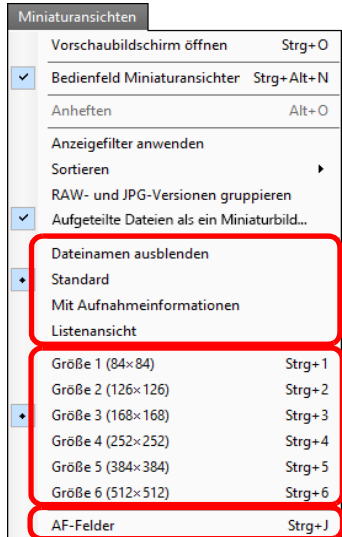 Miniaturansichten
Vorschaubildschirm öffnen Strg+O
Bedienfeld Miniaturansichter Strg+Alt+N
Anheften Alt+O
Anzeigefilter anwenden
Sortieren
RAW- und JPG-Versionen gruppieren
Aufgeteilte Dateien als ein Miniaturbild...
Dateinamen ausblenden
Standard
Mit Aufnahmeinformationen
Listenansicht
Größe 1 (84×84) Strg+1
Größe 2 (126×126) Strg+2
Größe 3 (168×168) Strg+3
Größe 4 (252×252) Strg+4
Größe 5 (384×384) Strg+5
Größe 6 (512×512) Strg+6
AF-Felder Strg+J